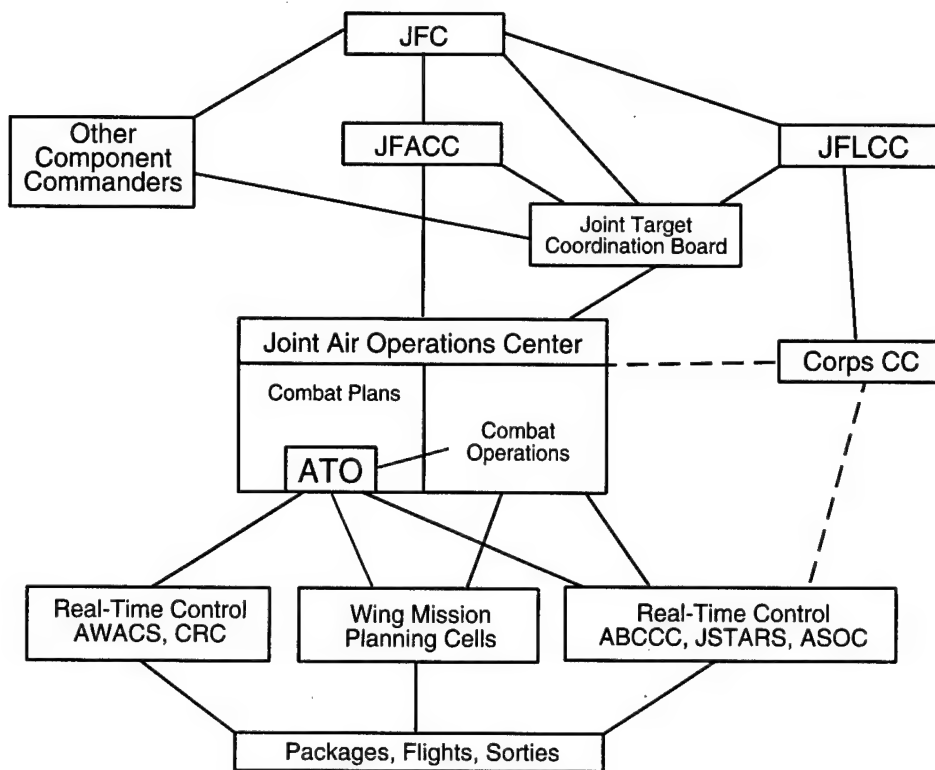 JFC
Other
Component
Commanders
JFACC
JFLCC
Joint Target
Coordination Board
Joint Air Operations Center
Corps CC
Combat Plans
Combat
Operations
ATO
Real-Time Control
AWACS, CRC
Wing Mission
Planning Cells
Real-Time Control
ABCCC, JSTARS, ASOC
Packages, Flights, Sorties